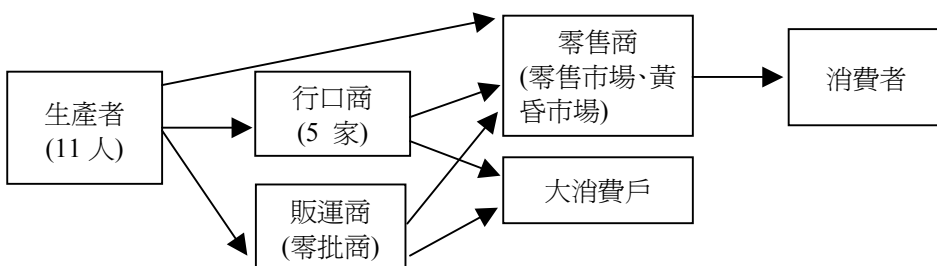 生產者
(11 人)
行口商
(5 家)
販運商
(零批商)
零售商
(零售市場、黃
昏市場)
大消費戶
消費者